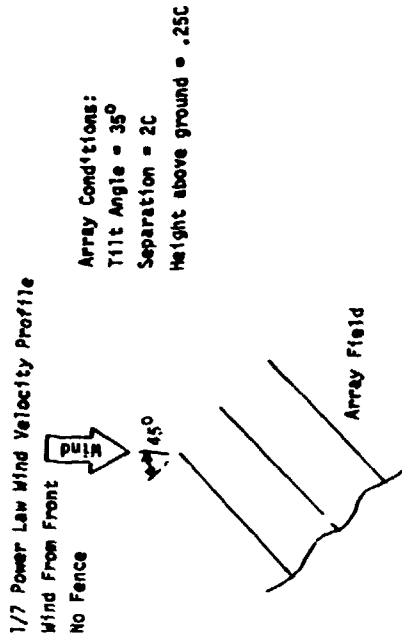 1/7 Power Law Wind Velocity Profile
Wind From Front
No Fence
Wind
45°
Array Conditions:
Tilt Angle = 35°
Separation = 2C
Height above ground = .25C
Array Field